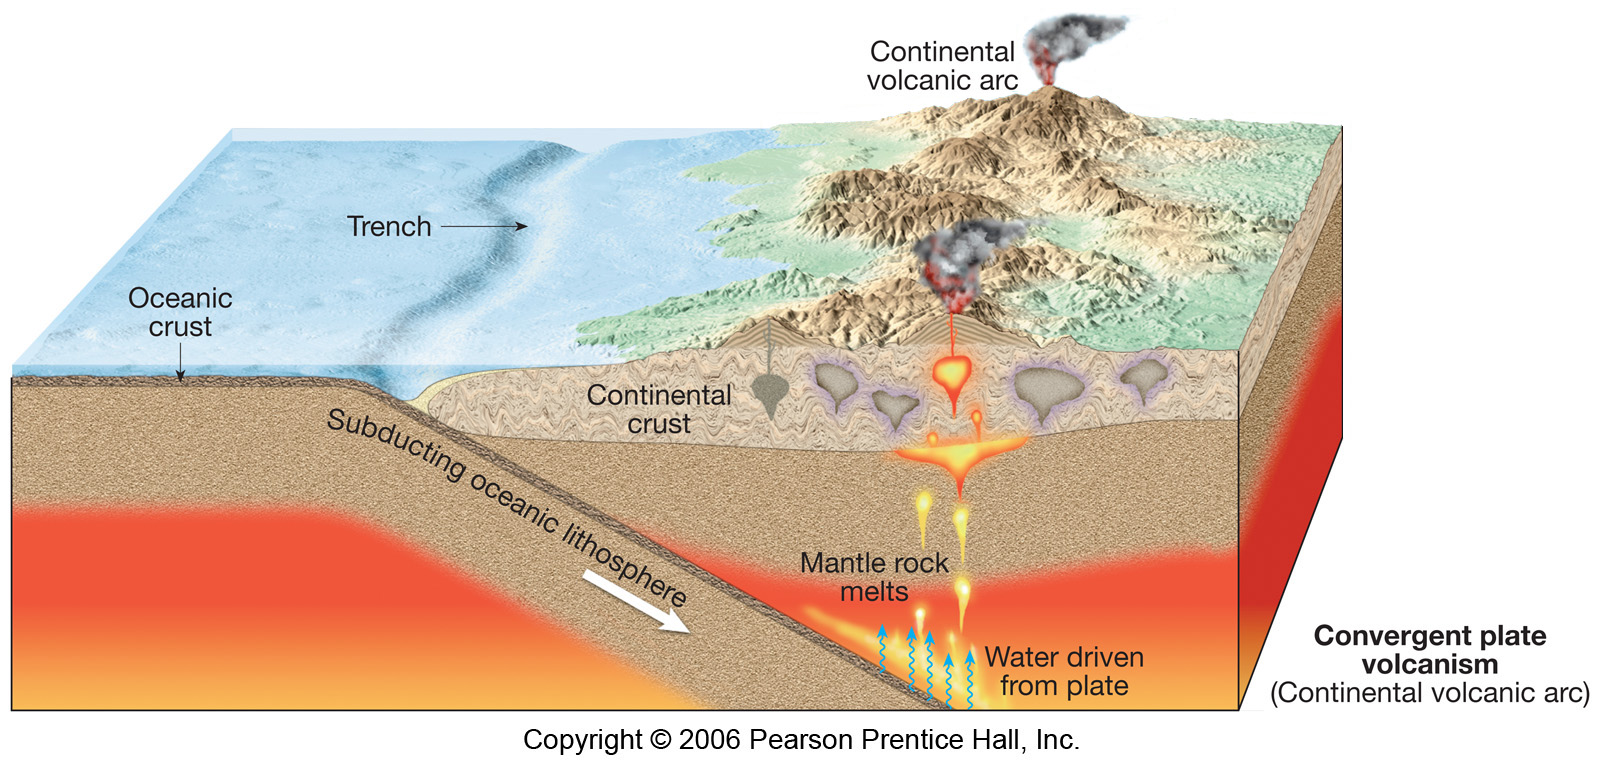 Continental
volcanic arc
Trench
Oceanic
crust
Continental
crust
Subducting oceanic lithosphere
Mantle rock
melts
Water driven
from plate
Convergent plate
volcanism
(Continental volcanic arc)
Copyright © 2006 Pearson Prentice Hall, Inc.